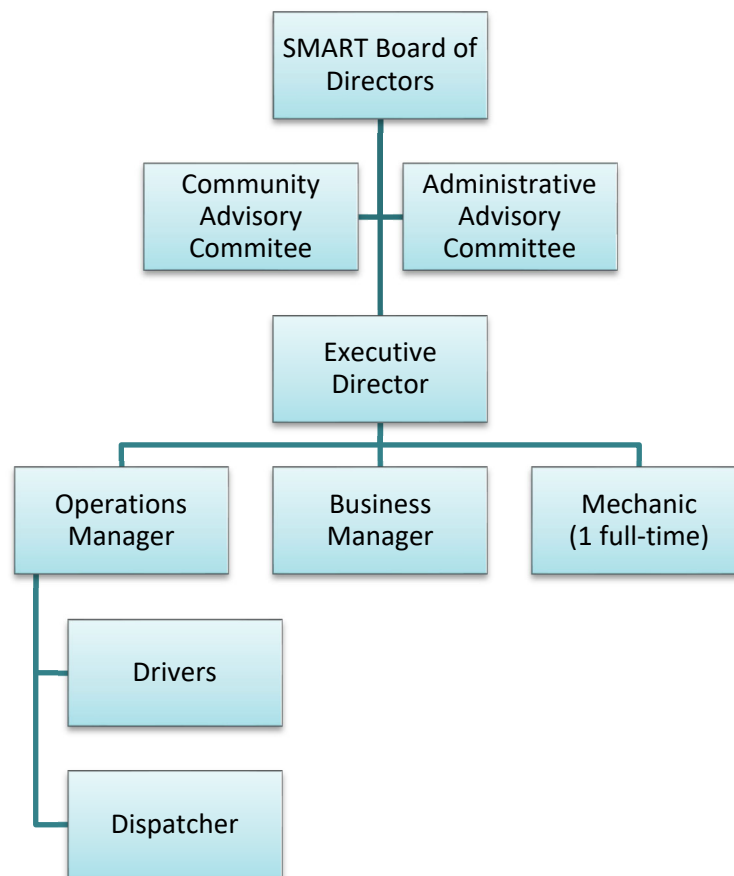 SMART Board of
Directors
Community
Advisory
Commitee
Administrative
Advisory
Committee
Executive
Director
Operations
Manager
Business
Manager
Mechanic
(1 full-time)
Drivers
Dispatcher